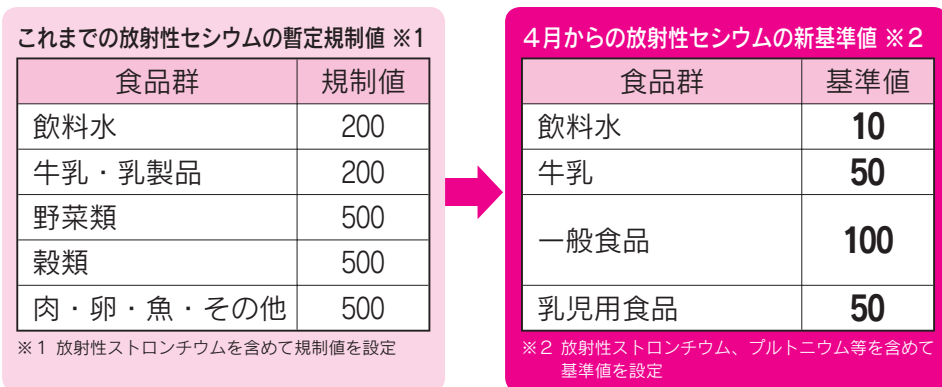 これまでの放射性セシウムの暫定規制値 ※1
食品群 規制値
飲料水 200
牛乳・乳製品 200
野菜類 500
穀類 500
肉・卵・魚・その他 500
※1 放射性ストロンチウムを含めて規制値を設定
4月からの放射性セシウムの新基準値 ※2
食品群 基準値
飲料水 10
牛乳 50
一般食品 100
乳児用食品 50
※2 放射性ストロンチウム、プルトニウム等を含めて
基準値を設定